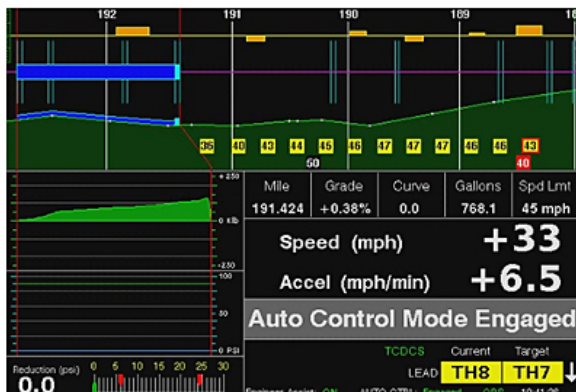 192 191 190 189 18
36 40 43 44 45 46 47 47 47 46 46 43
50 40
+250
0 Klb
-250
100
50
0 PSI
Mile Grade Curve Gallons Spd Lmt
191.424 +0.38% 0.0 768.1 45 mph
Speed (mph) +33
Accel (mph/min) +6.5
Auto Control Mode Engaged
TCDCS Current Target
LEAD TH8 TH7
Reduction (psi) 0 5 10 15 20 25 30
0.0